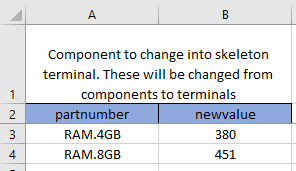 A B
Component to change into skeleton
terminal. These will be changed from
1 components to terminals
2 partnumber newvalue
3 RAM.4GB 380
4 RAM.8GB 451